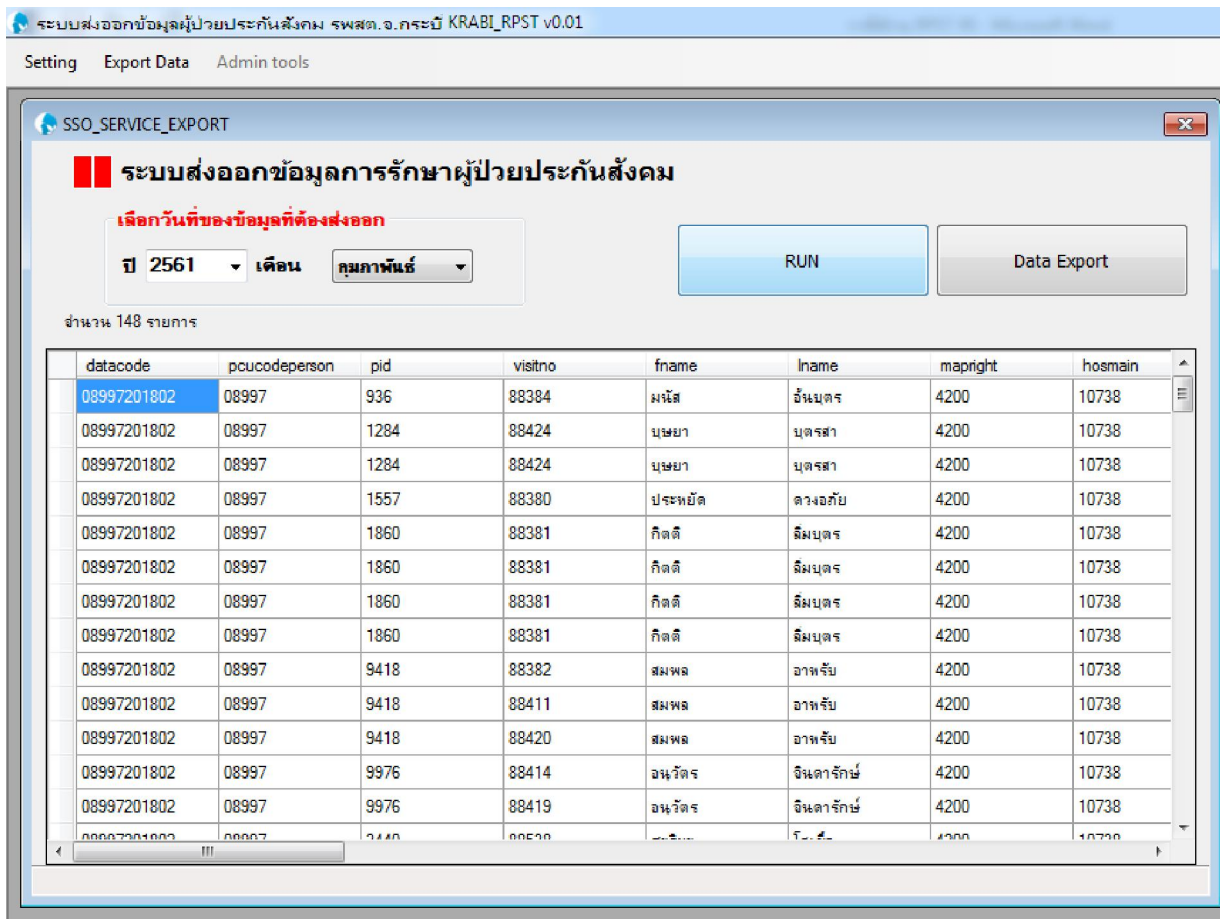 ระบบส่งออกข้อมูลผู้ป่วยประกันสังคม รพสต.จ.กระบี่ KRABI_RPST v0.01
Setting Export Data Admin tools
SSO_SERVICE_EXPORT
ระบบส่งออกข้อมูลการรักษาผู้ป่วยประกันสังคม
เลือกวันที่ของข้อมูลที่ต้องส่งออก
ปี 2561 เดือน กุมภาพันธ์ RUN Data Export
จำนวน 148 รายการ
datacode pcucodeperson pid visitno fname lname mapright hosmain
08997201802 08997 936 88384 มนัส อั้นบุตร 4200 10738
08997201802 08997 1284 88424 บุษยา บุตรสา 4200 10738
08997201802 08997 1284 88424 บุษยา บุตรสา 4200 10738
08997201802 08997 1557 88380 ประหยัด ดวงอภัย 4200 10738
08997201802 08997 1860 88381 กิตติ ลิ่มบุตร 4200 10738
08997201802 08997 1860 88381 กิตติ ลิ่มบุตร 4200 10738
08997201802 08997 1860 88381 กิตติ ลิ่มบุตร 4200 10738
08997201802 08997 1860 88381 กิตติ ลิ่มบุตร 4200 10738
08997201802 08997 9418 88382 สมพล อาหรับ 4200 10738
08997201802 08997 9418 88411 สมพล อาหรับ 4200 10738
08997201802 08997 9418 88420 สมพล อาหรับ 4200 10738
08997201802 08997 9976 88414 อนุวัตร จินดารักษ์ 4200 10738
08997201802 08997 9976 88419 อนุวัตร จินดารักษ์ 4200 10738